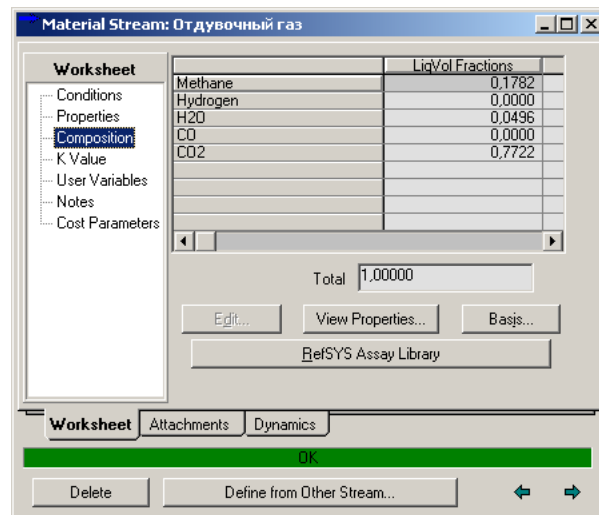 Material Stream: Отдувочный газ
Worksheet
Conditions
Properties
Composition
K Value
User Variables
Notes
Cost Parameters
LiqVol Fractions
Methane 0,1782
Hydrogen 0,0000
H2O 0,0496
CO 0,0000
CO2 0,7722
Total 1,00000
Edit... View Properties... Basis...
RefSYS Assay Library
Worksheet Attachments Dynamics
OK
Delete Define from Other Stream...